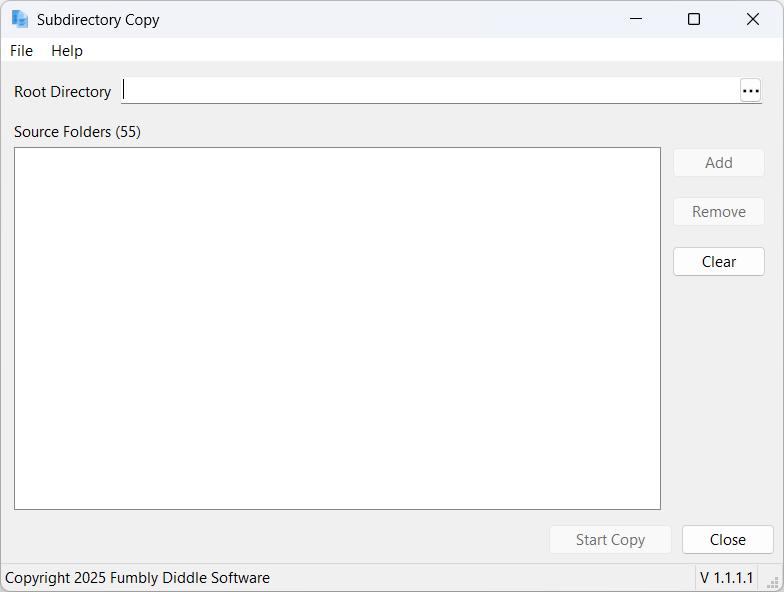 Subdirectory Copy
File Help
Root Directory ...
Source Folders (55)
Add
Remove
Clear
Start Copy Close
Copyright 2025 Fumbly Diddle Software V 1.1.1.1